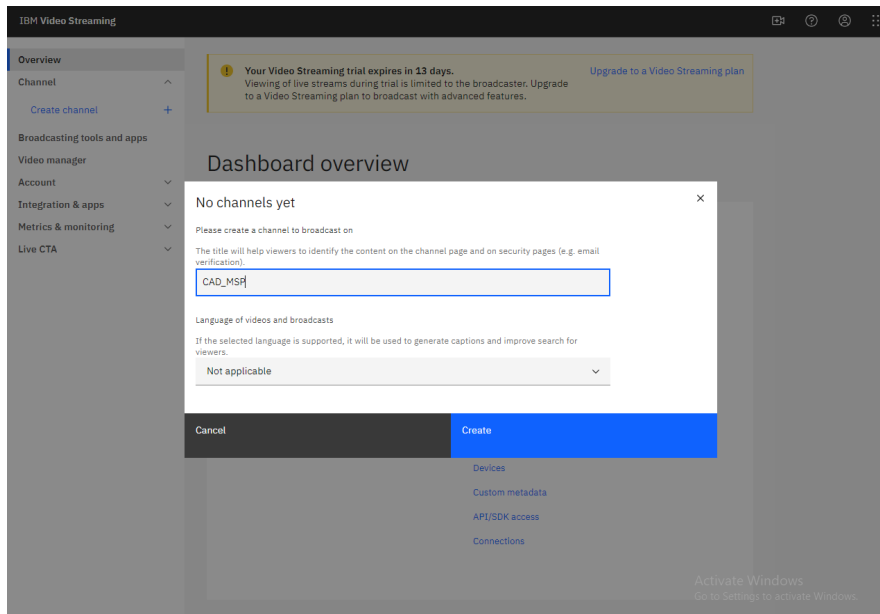 IBM Video Streaming
Overview
Channel
Create channel +
Broadcasting tools and apps
Video manager
Account
Integration & apps
Metrics & monitoring
Live CTA
Your Video Streaming trial expires in 13 days.
Upgrade to a Video Streaming plan
Viewing of live streams during trial is limited to the broadcaster. Upgrade
to a Video Streaming plan to broadcast with advanced features.
Dashboard overview
No channels yet
Please create a channel to broadcast on
The title will help viewers to identify the content on the channel page and on security pages (e.g. email
verification).
CAD_MSP
Language of videos and broadcasts
If the selected language is supported, it will be used to generate captions and improve search for
viewers.
Not applicable
Cancel
Create
Devices
Custom metadata
API/SDK access
Connections
Activate Windows
Go to Settings to activate Windows.